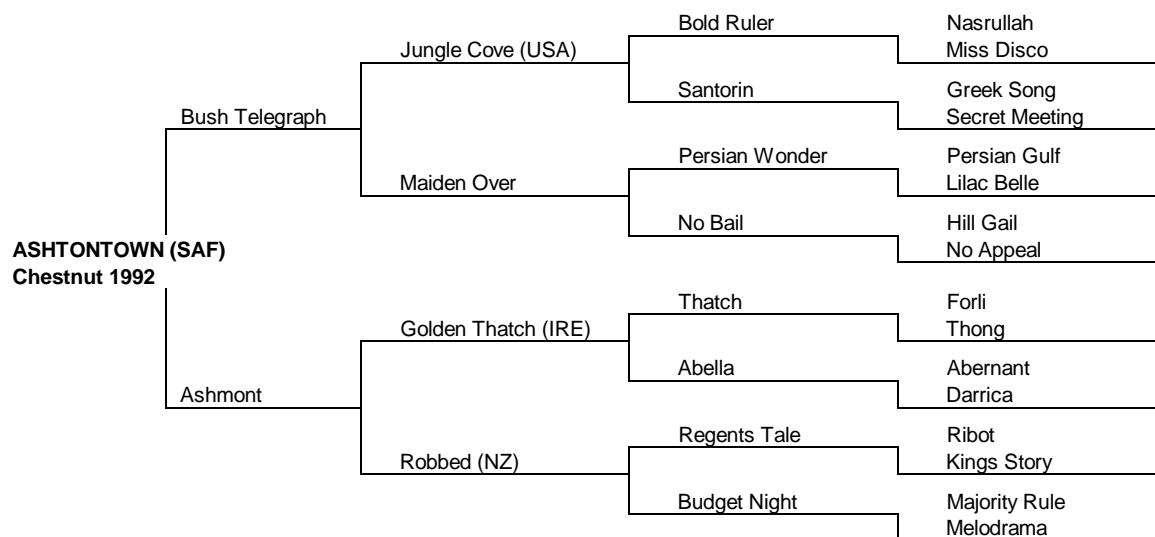 Bold Ruler Nasrullah
Jungle Cove (USA) Miss Disco
Santorin Greek Song
Bush Telegraph Secret Meeting
Persian Wonder Persian Gulf
Maiden Over Lilac Belle
No Bail Hill Gail
ASHTONTOWN (SAF) No Appeal
Chestnut 1992
Thatch Forli
Golden Thatch (IRE) Thong
Abella Abernant
Ashmont Darrica
Regents Tale Ribot
Robbed (NZ) Kings Story
Budget Night Majority Rule
Melodrama